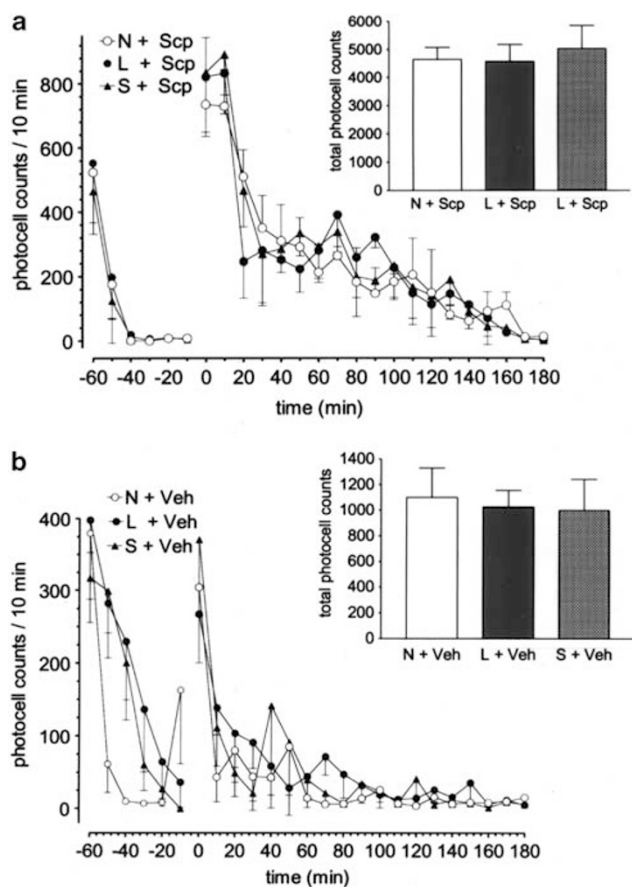 a
N + Scp
L + Scp
S + Scp
photocell counts / 10 min
800
600
400
200
0
-60 -40 -20 0 20 40 60 80 100 120 140 160 180
time (min)
total photocell counts
6000
5000
4000
3000
2000
1000
0
N + Scp L + Scp L + Scp
b
N + Veh
L + Veh
S + Veh
photocell counts / 10 min
400
300
200
100
0
-60 -40 -20 0 20 40 60 80 100 120 140 160 180
time (min)
total photocell counts
1400
1200
1000
800
600
400
200
0
N + Veh L + Veh S + Veh